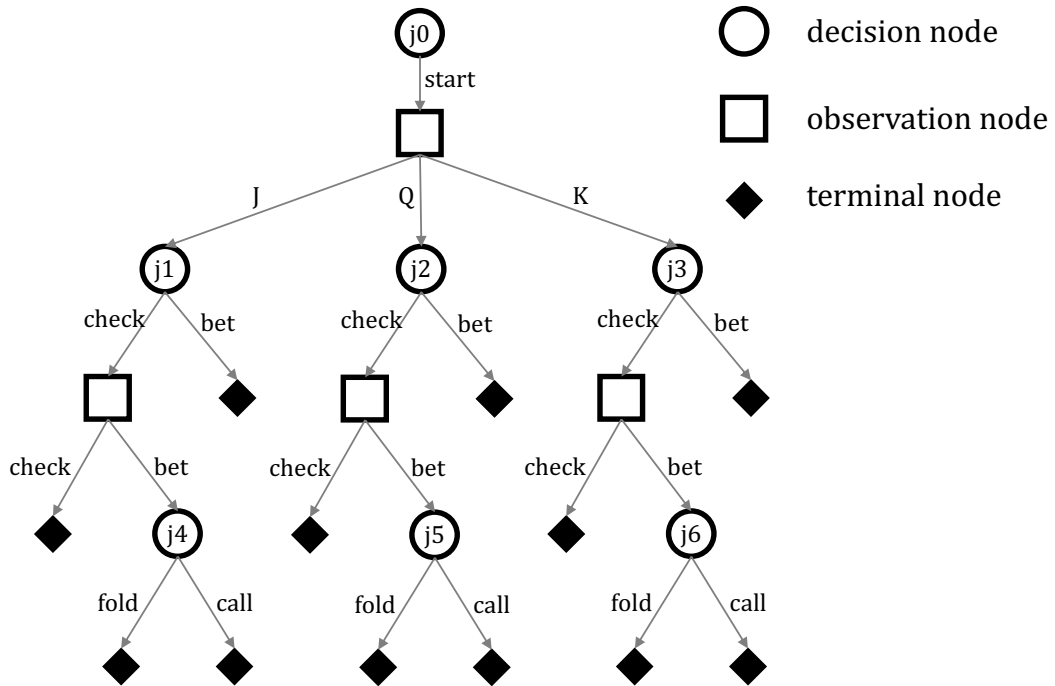 j0
decision node
start
observation node
J
Q
K
terminal node
j1
j2
j3
check
bet
check
bet
check
bet
check
bet
check
bet
check
bet
j4
j5
j6
fold
call
fold
call
fold
call